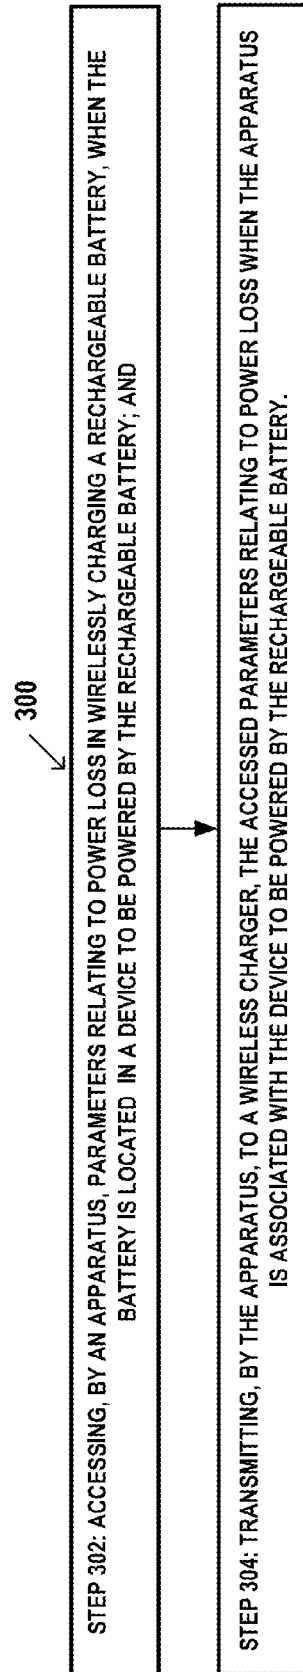 300
STEP 302: ACCESSING, BY AN APPARATUS, PARAMETERS RELATING TO POWER LOSS IN WIRELESSLY CHARGING A RECHARGEABLE BATTERY, WHEN THE
BATTERY IS LOCATED IN A DEVICE TO BE POWERED BY THE RECHARGEABLE BATTERY; AND
STEP 304: TRANSMITTING, BY THE APPARATUS, TO A WIRELESS CHARGER, THE ACCESSED PARAMETERS RELATING TO POWER LOSS WHEN THE APPARATUS
IS ASSOCIATED WITH THE DEVICE TO BE POWERED BY THE RECHARGEABLE BATTERY.